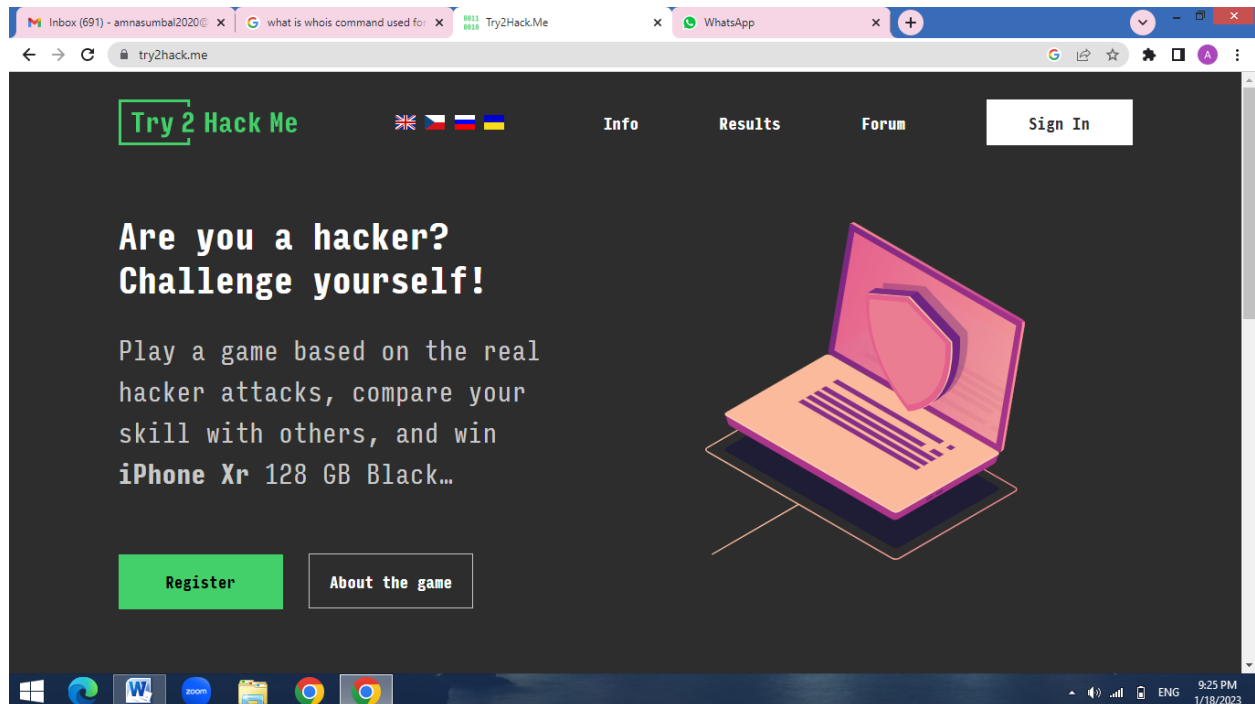 Inbox (691) - amnasumbal2020@
what is whois command used for
Try2Hack.Me
WhatsApp
try2hack.me
A
Try 2 Hack Me
Info
Results
Forum
Sign In
Are you a hacker?
Challenge yourself!
Play a game based on the real
hacker attacks, compare your
skill with others, and win
iPhone Xr 128 GB Black…
Register
About the game
zoom
ENG
9:25 PM
1/18/2023